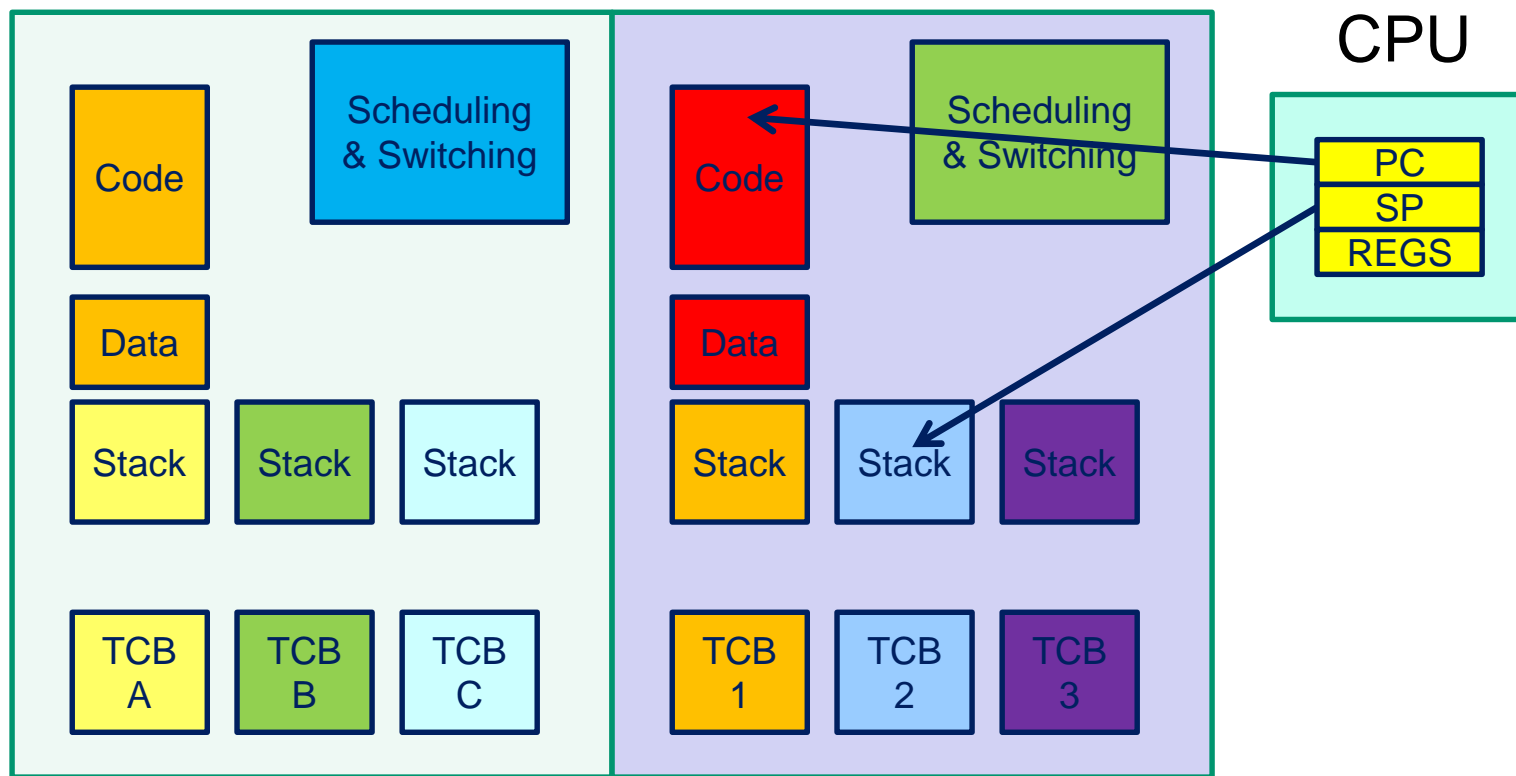 CPU
Scheduling
& Switching
Code
Data
Stack
Stack
Stack
TCB
A
TCB
B
TCB
C
Scheduling
& Switching
Code
Data
Stack
Stack
Stack
TCB
1
TCB
2
TCB
3
PC
SP
REGS